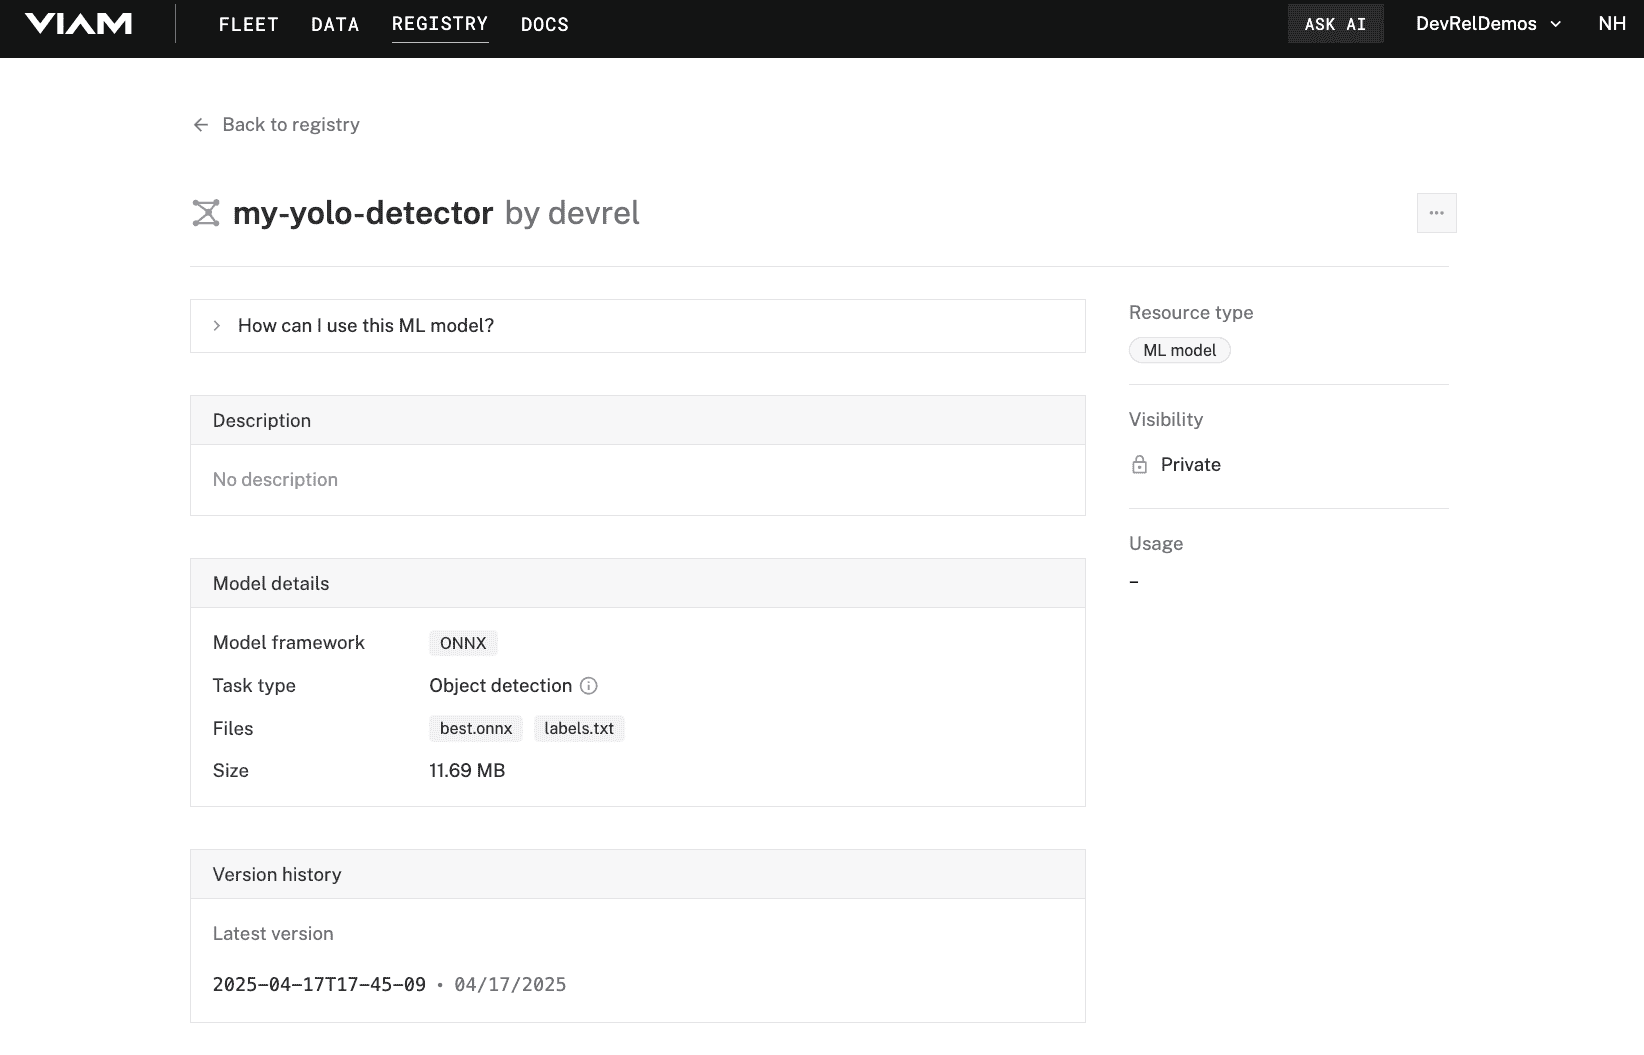 VIAM FLEET DATA REGISTRY DOCS ASK AI DevRelDemos NH
Back to registry
my-yolo-detector by devrel
...
How can I use this ML model?
Description
No description
Model details
Model framework ONNX
Task type Object detection
Files best.onnx labels.txt
Size 11.69 MB
Version history
Latest version
2025-04-17T17-45-09 • 04/17/2025
Resource type
ML model
Visibility
Private
Usage
–